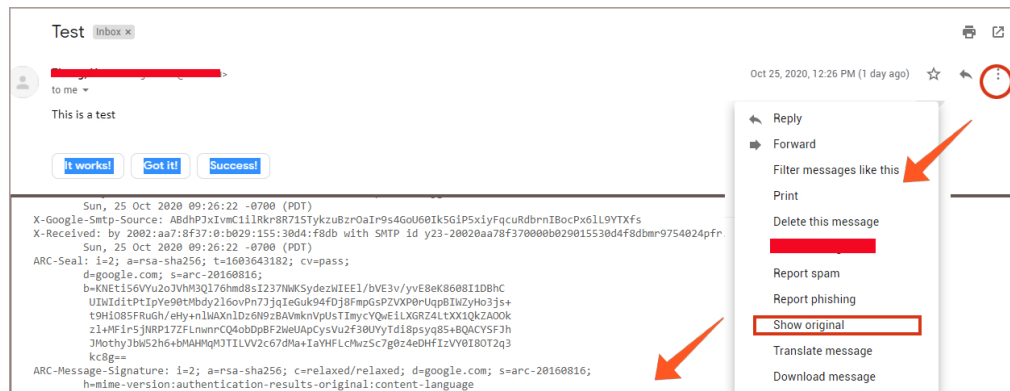 Test Inbox ×
Oct 25, 2020, 12:26 PM (1 day ago)
to me
This is a test
It works! Got it! Success!
Reply
Forward
Filter messages like this
Print
Delete this message
Report spam
Report phishing
Show original
Translate message
Download message
Sun, 25 Oct 2020 09:26:22 -0700 (PDT)
X-Google-Smtp-Source: ABdhPJxIvmC1ilRkr8R71STykzuBzrOaIr9s4GoU60Ik5GiP5xiyFqcuRdbrnIBocPx6lL9YTXfs
X-Received: by 2002:aa7:8f37:0:b029:155:30d4:f8db with SMTP id y23-20020aa78f370000b029015530d4f8dbmr9754024pfr.
Sun, 25 Oct 2020 09:26:22 -0700 (PDT)
ARC-Seal: i=2; a=rsa-sha256; t=1603643182; cv=pass;
d=google.com; s=arc-20160816;
b=KNEti56VYu2oJVhM3Ql76hmd8sI237NWKSydezWIEEl/bVE3v/yvE8eK8608I1DBhC
UIWIditPtIpYe90tMbdy2l6ovPn7JjqIeGuk94fDj8FmpGsPZVXP0rUqpBIWZyHo3js+
t9HiO85FRuGh/eHy+nlWAXnlDz6N9zBAVmknVpUsTImycYQwEiLXGRZ4LtXX1QkZAOOk
zl+MFir5jNRP17ZFLnwnrCQ4obDpBF2WeUApCysVu2f30UYyTdi8psyq85+BQACYSFJh
JMothyJbW52h6+bMAHMqMJTILVV2c67dMa+IaYHFLcMwzSc7g0z4eDHfIzVY0I8OT2q3
kc8g==
ARC-Message-Signature: i=2; a=rsa-sha256; c=relaxed/relaxed; d=google.com; s=arc-20160816;
h=mime-version:authentication-results-original:content-language